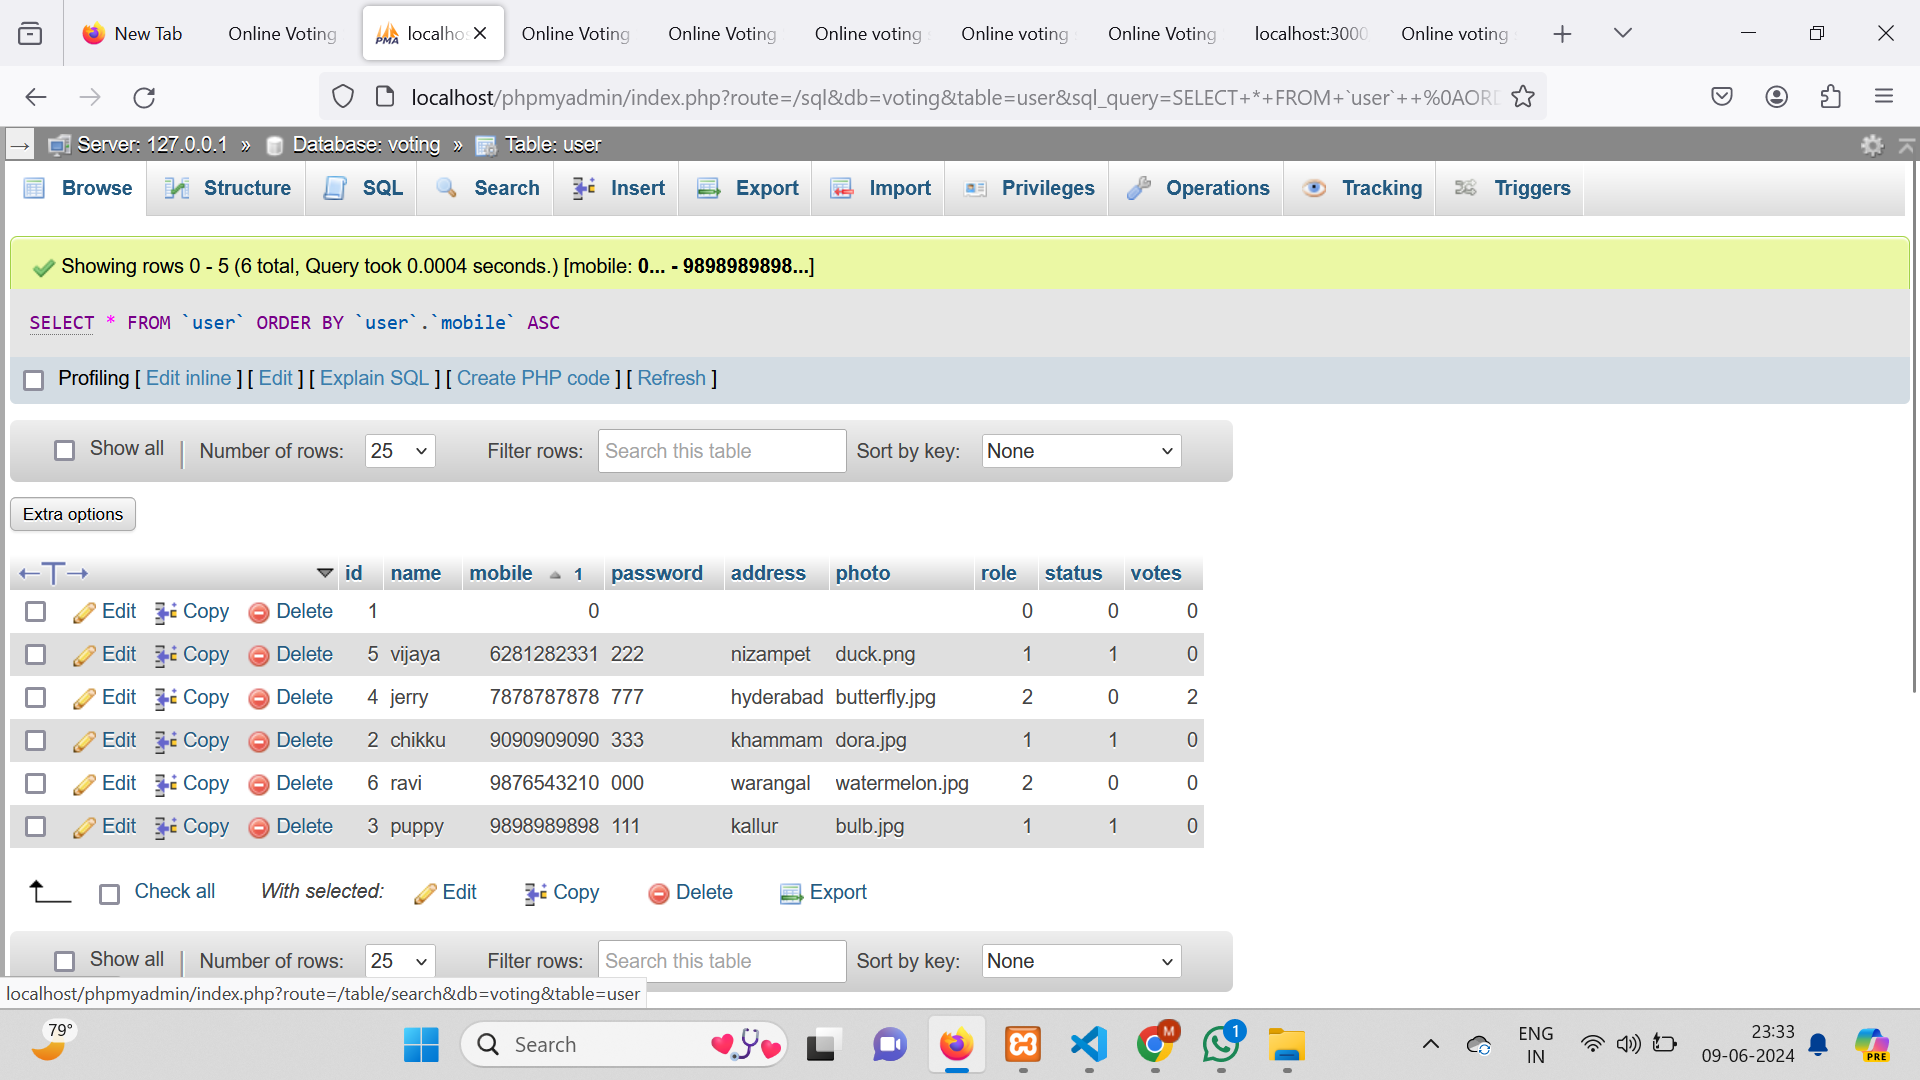 New Tab
Online Voting
localhos
Online Voting
Online Voting
Online voting
Online voting
Online Voting
localhost:3000
Online voting
localhost/phpmyadmin/index.php?route=/sql&db=voting&table=user&sql_query=SELECT+*+FROM+`user`++%0AORD
Server: 127.0.0.1 » Database: voting » Table: user
Browse Structure SQL Search Insert Export Import Privileges Operations Tracking Triggers
Showing rows 0 - 5 (6 total, Query took 0.0004 seconds.) [mobile: 0... - 9898989898...]
SELECT * FROM `user` ORDER BY `user`.`mobile` ASC
Profiling [ Edit inline ] [ Edit ] [ Explain SQL ] [ Create PHP code ] [ Refresh ]
Show all Number of rows: 25 Filter rows: Search this table Sort by key: None
Extra options
←T→ id name mobile 1 password address photo role status votes
Edit Copy Delete 1 0 0 0 0
Edit Copy Delete 5 vijaya 6281282331 222 nizampet duck.png 1 1 0
Edit Copy Delete 4 jerry 7878787878 777 hyderabad butterfly.jpg 2 0 2
Edit Copy Delete 2 chikku 9090909090 333 khammam dora.jpg 1 1 0
Edit Copy Delete 6 ravi 9876543210 000 warangal watermelon.jpg 2 0 0
Edit Copy Delete 3 puppy 9898989898 111 kallur bulb.jpg 1 1 0
Check all With selected: Edit Copy Delete Export
Show all Number of rows: 25 Filter rows: Search this table Sort by key: None
localhost/phpmyadmin/index.php?route=/table/search&db=voting&table=user
79°
Search
M
1
ENG
IN
23:33
09-06-2024
PRE